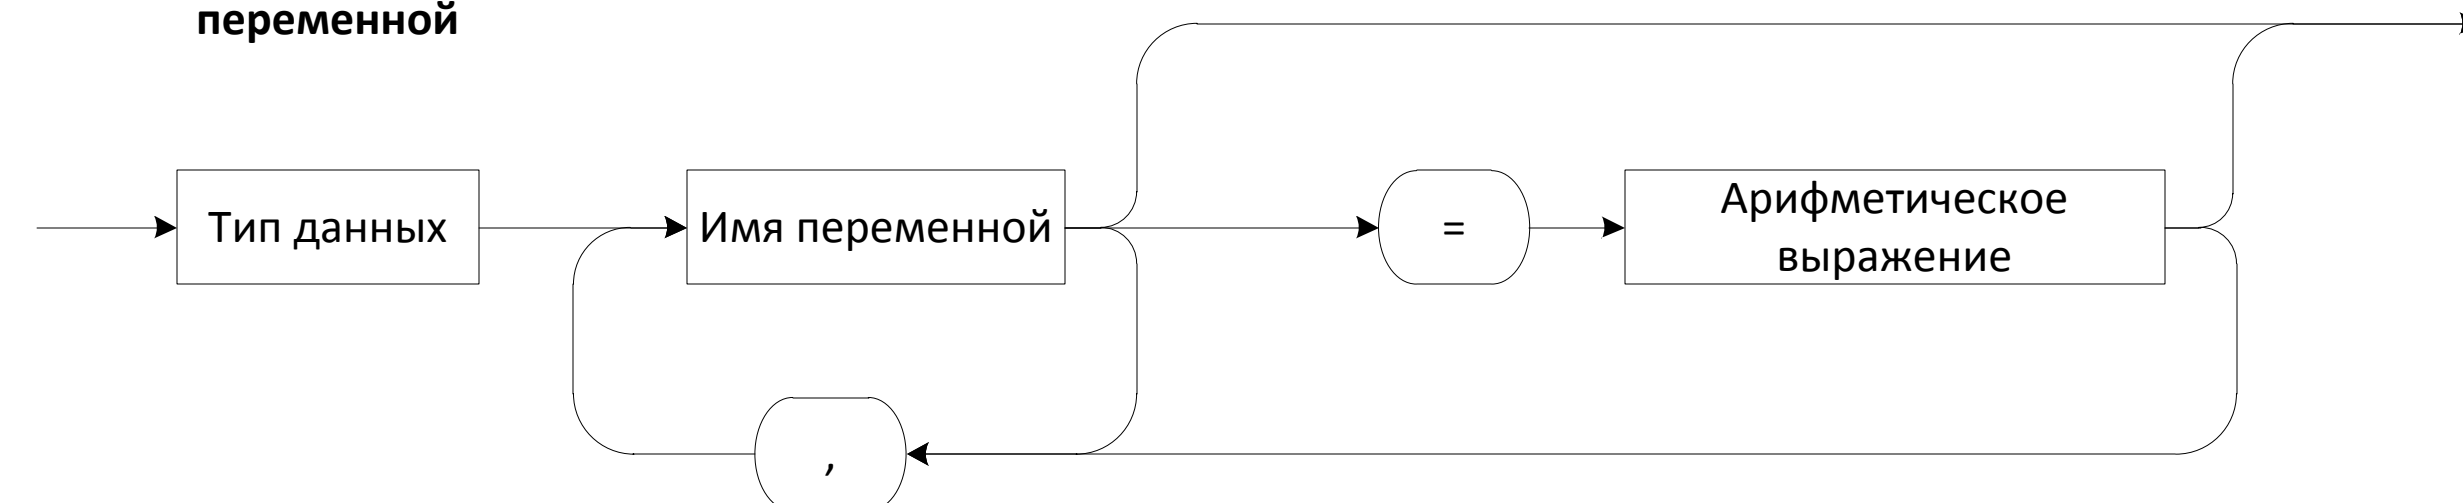 переменной
Тип данных
Имя переменной
=
Арифметическое
выражение
,